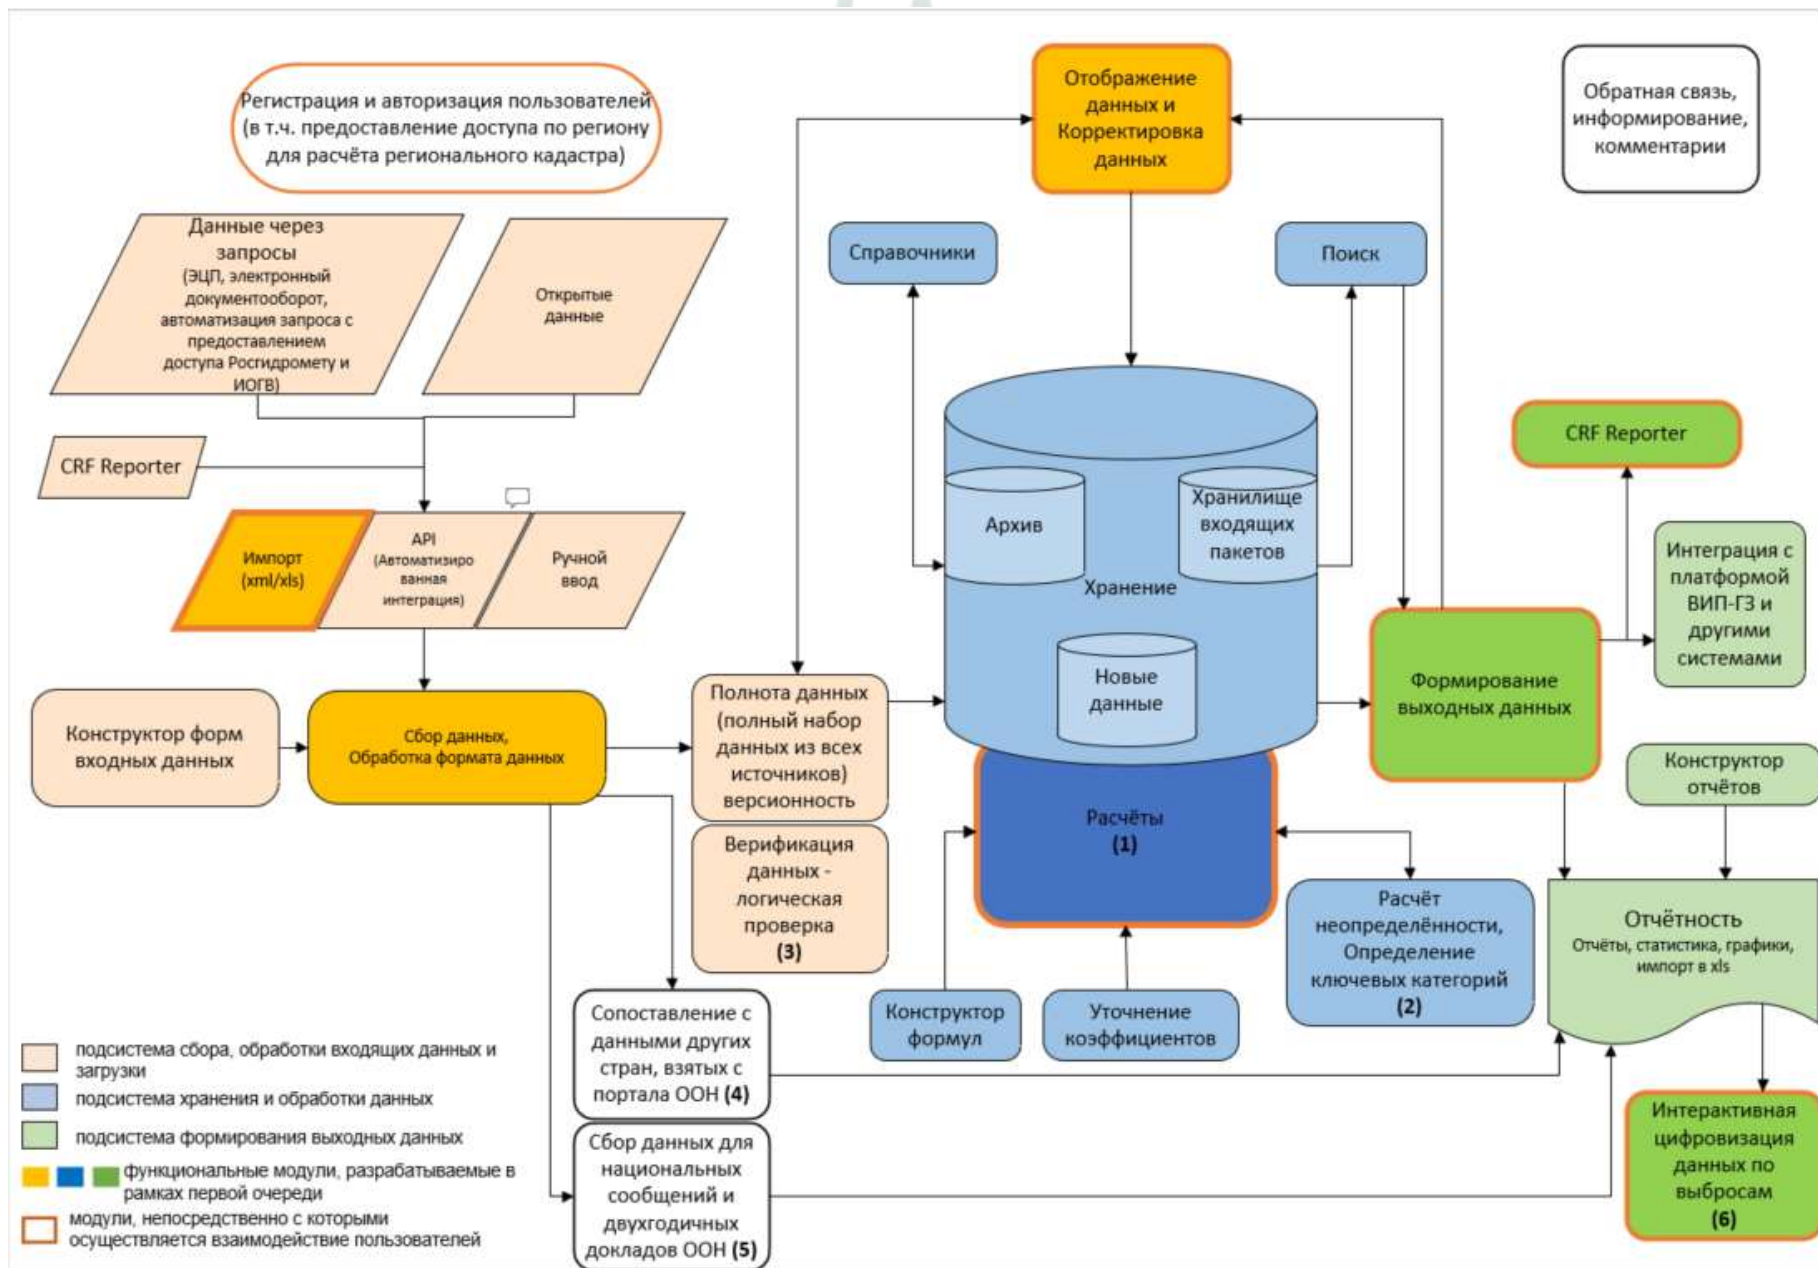 Регистрация и авторизация пользователей
(в т.ч. предоставление доступа по региону
для расчёта регионального кадастра)
Отображение
данных и
Корректировка
данных
Обратная связь,
информирование,
комментарии
Данные через
запросы
(ЭЦП, электронный
документооборот,
автоматизация запроса с
предоставлением
доступа Росгидромету и
ИОГВ)
Открытые
данные
Справочники
Поиск
CRF Reporter
CRF Reporter
Импорт
(xml/xls)
API
(Автоматизиро
ванная
интеграция)
Ручной
ввод
Архив
Хранилище
входящих
пакетов
Хранение
Новые
данные
Интеграция с
платформой
ВИП-ГЗ и
другими
системами
Конструктор форм
входных данных
Сбор данных,
Обработка формата данных
Полнота данных
(полный набор
данных из всех
источников)
версионность
Формирование
выходных данных
Конструктор
отчётов
Верификация
данных -
логическая
проверка
(3)
Расчёты
(1)
Расчёт
неопределённости,
Определение
ключевых категорий
(2)
Отчётность
Отчёты, статистика, графики,
импорт в xls
Конструктор
формул
Уточнение
коэффициентов
Сопоставление с
данными других
стран, взятых с
портала ООН (4)
Сбор данных для
национальных
сообщений и
двухгодичных
докладов ООН (5)
Интерактивная
цифровизация
данных по
выбросам
(6)
подсистема сбора, обработки входящих данных и
загрузки
подсистема хранения и обработки данных
подсистема формирования выходных данных
функциональные модули, разрабатываемые в
рамках первой очереди
модули, непосредственно с которыми
осуществляется взаимодействие пользователей